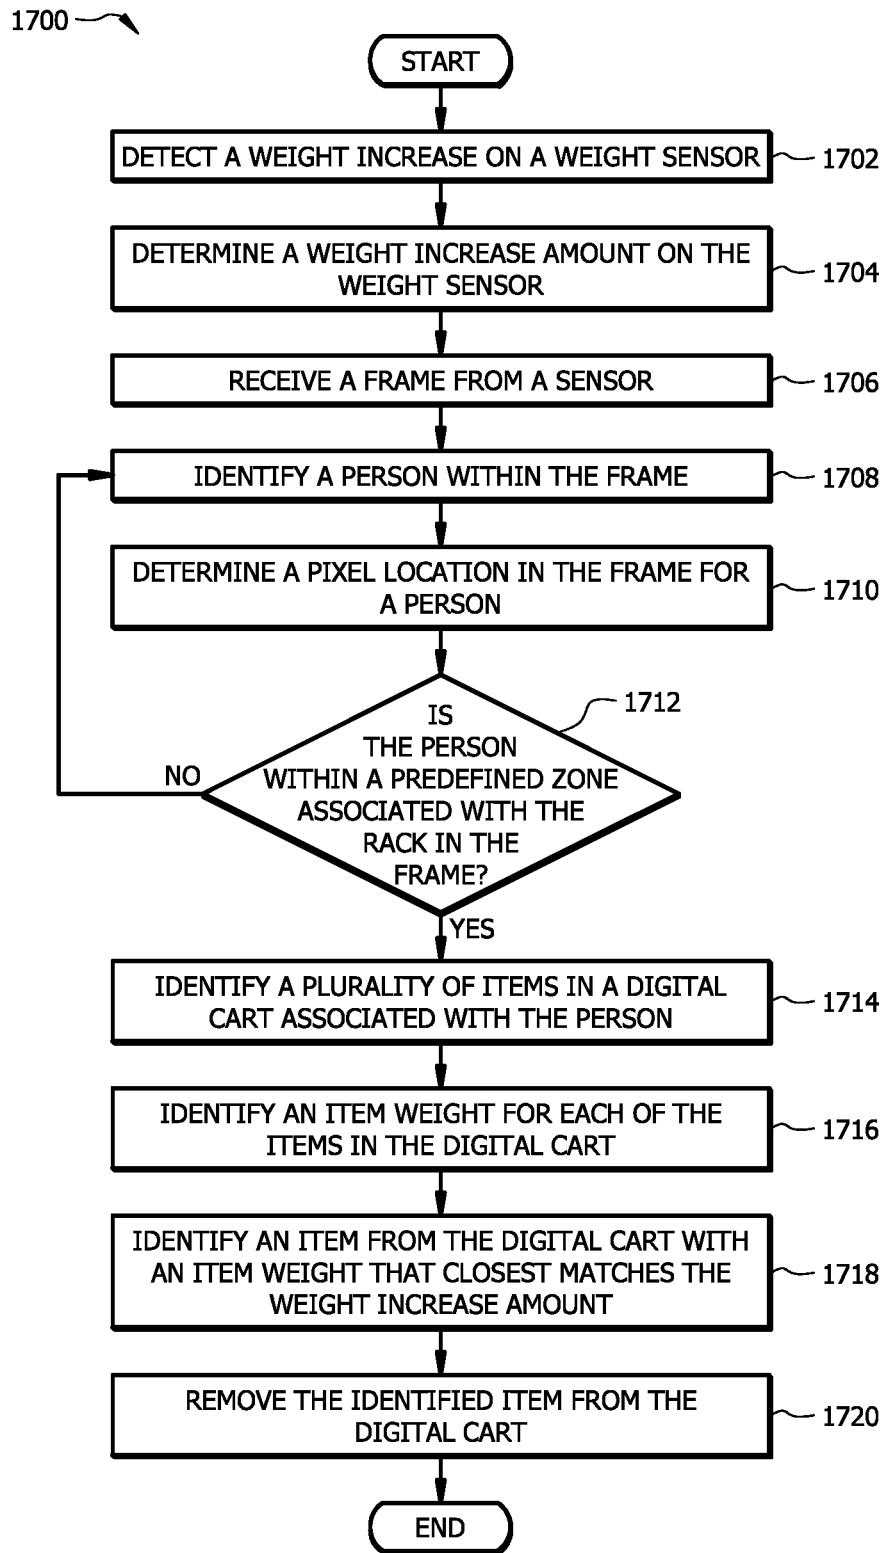 1700
START
DETECT A WEIGHT INCREASE ON A WEIGHT SENSOR
1702
DETERMINE A WEIGHT INCREASE AMOUNT ON THE
WEIGHT SENSOR
1704
RECEIVE A FRAME FROM A SENSOR
1706
IDENTIFY A PERSON WITHIN THE FRAME
1708
DETERMINE A PIXEL LOCATION IN THE FRAME FOR
A PERSON
1710
IS
THE PERSON
WITHIN A PREDEFINED ZONE
ASSOCIATED WITH THE
RACK IN THE
FRAME?
1712
NO
YES
IDENTIFY A PLURALITY OF ITEMS IN A DIGITAL
CART ASSOCIATED WITH THE PERSON
1714
IDENTIFY AN ITEM WEIGHT FOR EACH OF THE
ITEMS IN THE DIGITAL CART
1716
IDENTIFY AN ITEM FROM THE DIGITAL CART WITH
AN ITEM WEIGHT THAT CLOSEST MATCHES THE
WEIGHT INCREASE AMOUNT
1718
REMOVE THE IDENTIFIED ITEM FROM THE
DIGITAL CART
1720
END